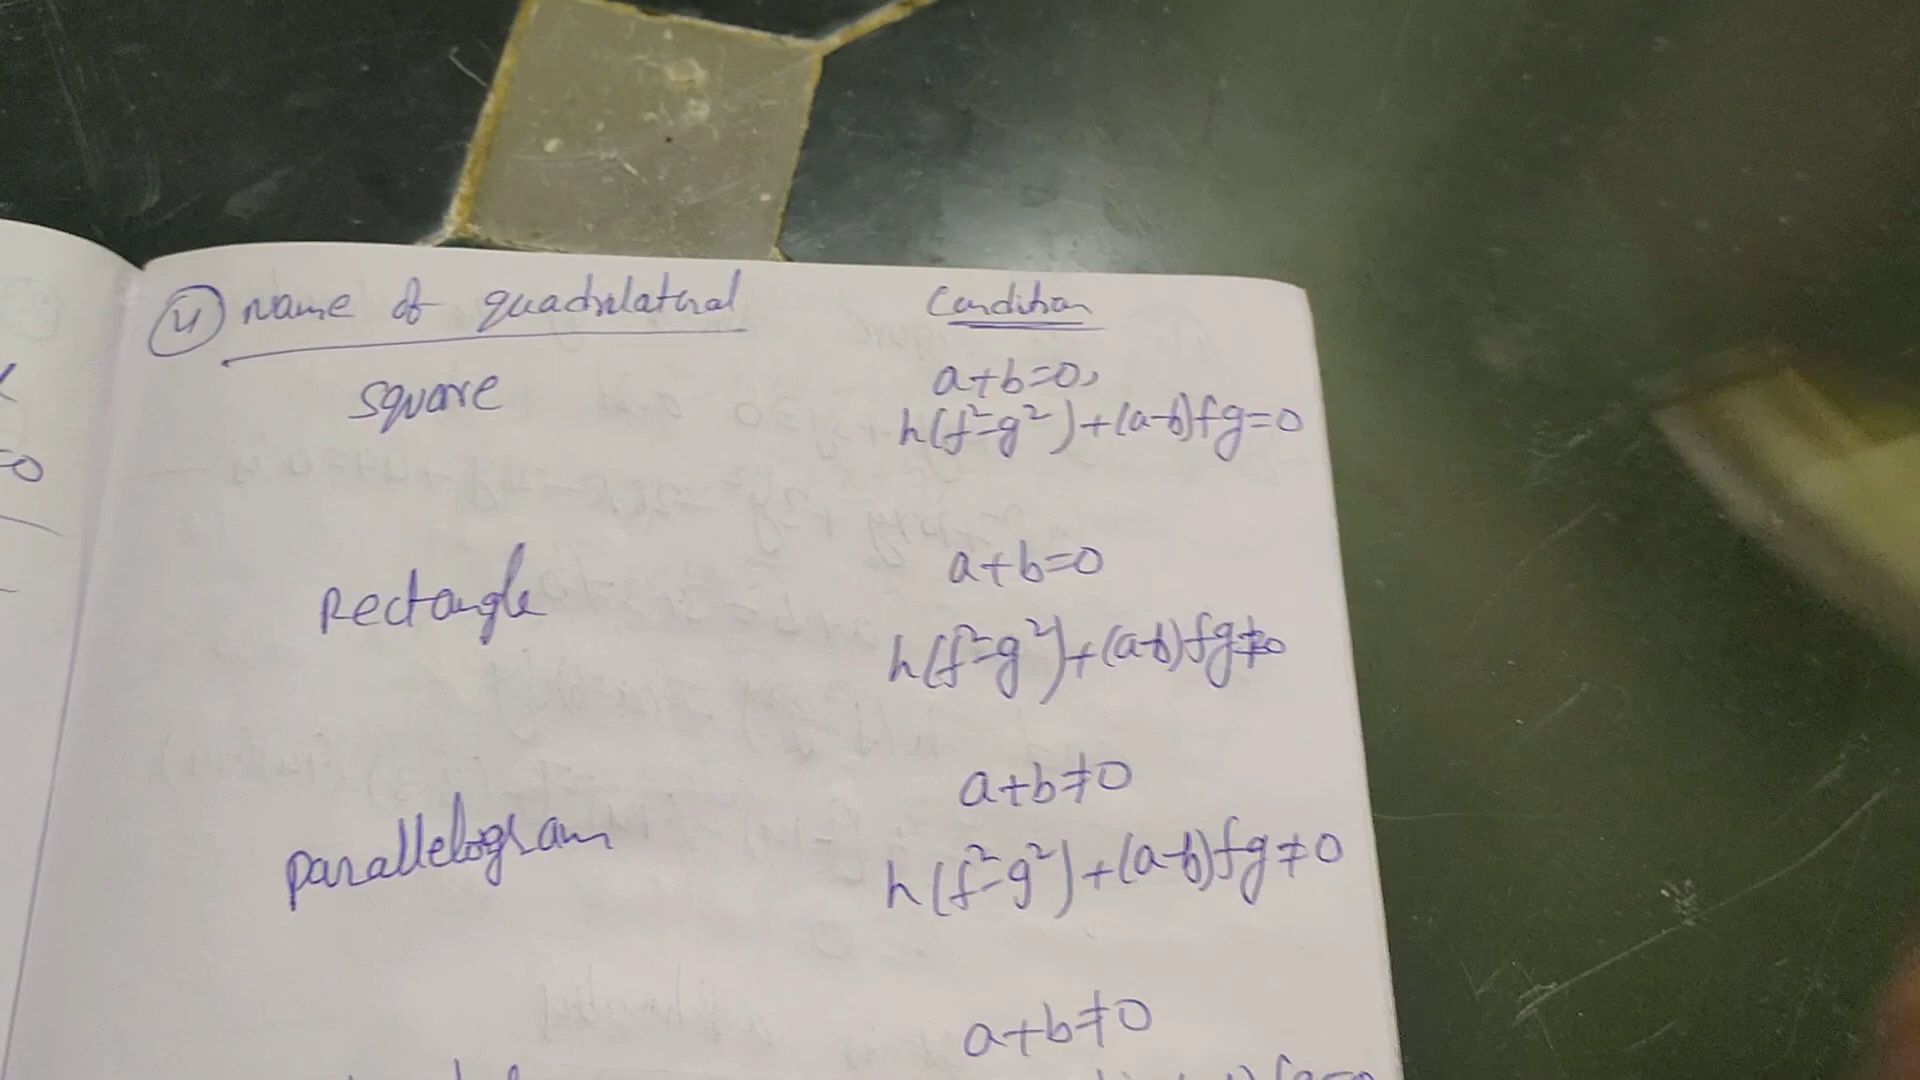 ④ name of quadrilateral Condition
square a+b=0,
h(f²-g²)+(a-b)fg=0
Rectangle a+b=0
h(f²-g²)+(a-b)fg≠0
parallelogram a+b≠0
h(f²-g²)+(a-b)fg≠0
a+b≠0